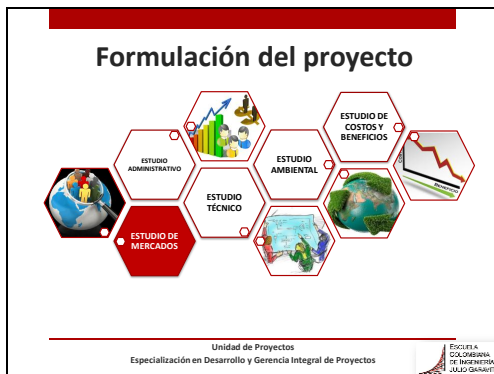 Formulación del proyecto
ESTUDIO DE
COSTOS Y
BENEFICIOS
ESTUDIO
ADMINISTRATIVO
ESTUDIO
AMBIENTAL
ESTUDIO
TÉCNICO
ESTUDIO DE
MERCADOS
BENEFICIO
Unidad de Proyectos
Especialización en Desarrollo y Gerencia Integral de Proyectos
ESCUELA
COLOMBIANA
DE INGENIERÍA
JULIO GARAVITO